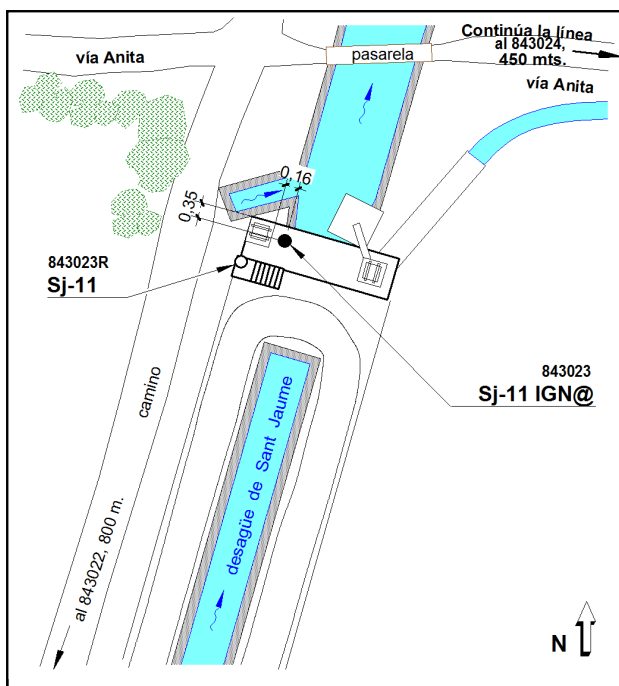 Continúa la línea
al 843024,
450 mts.
vía Anita
pasarela
vía Anita
0,16
0,35
843023R
Sj-11
843023
Sj-11 IGN@
camino
desagüe de Sant Jaume
al 843022, 800 m.
N